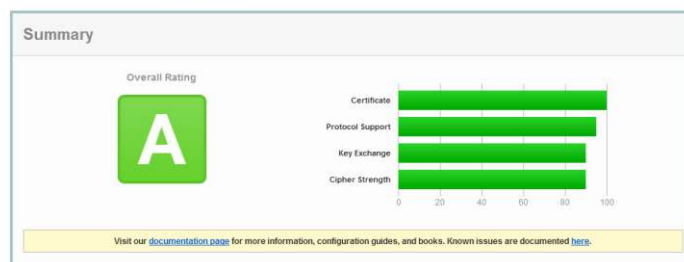 Summary
Overall Rating
A
Certificate
Protocol Support
Key Exchange
Cipher Strength
0 20 40 60 80 100
Visit our documentation page for more information, configuration guides, and books. Known issues are documented here.